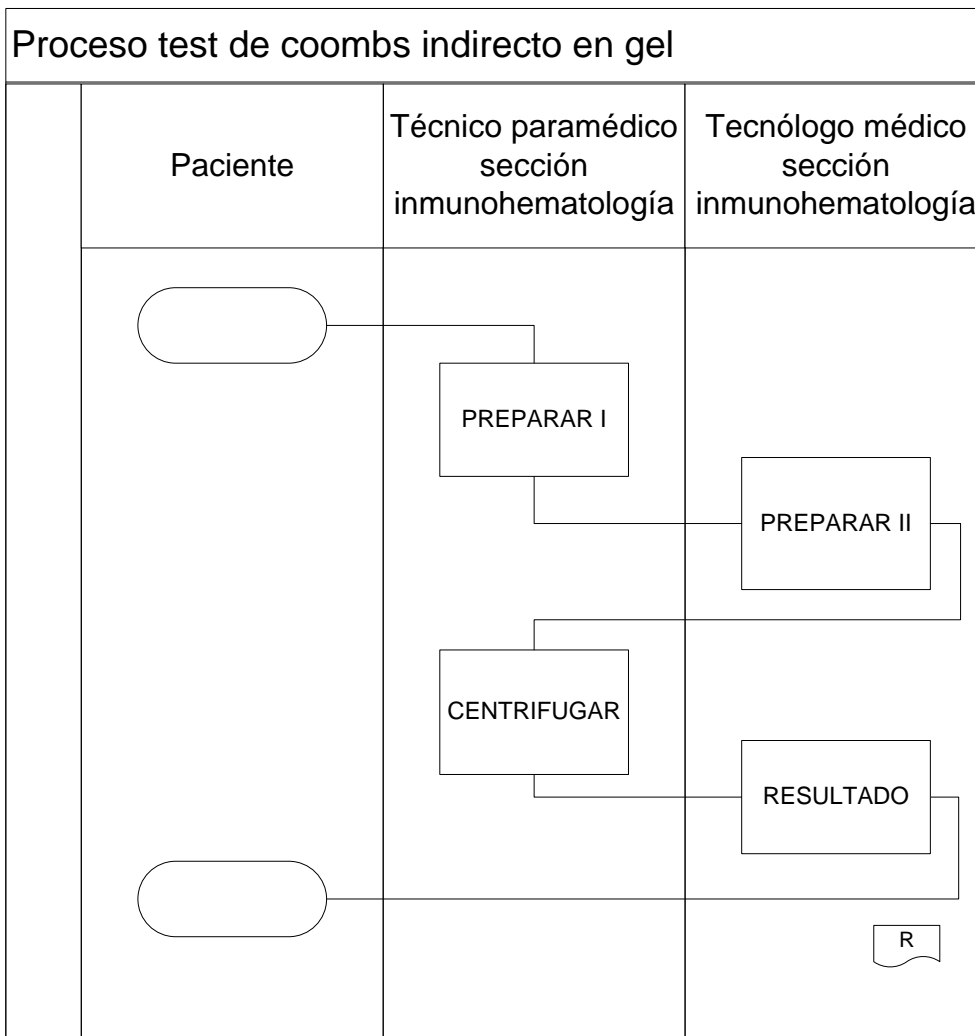 Proceso test de coombs indirecto en gel
Paciente
Técnico paramédico
sección
inmunohematología
Tecnólogo médico
sección
inmunohematología
PREPARAR I
PREPARAR II
CENTRIFUGAR
RESULTADO
R